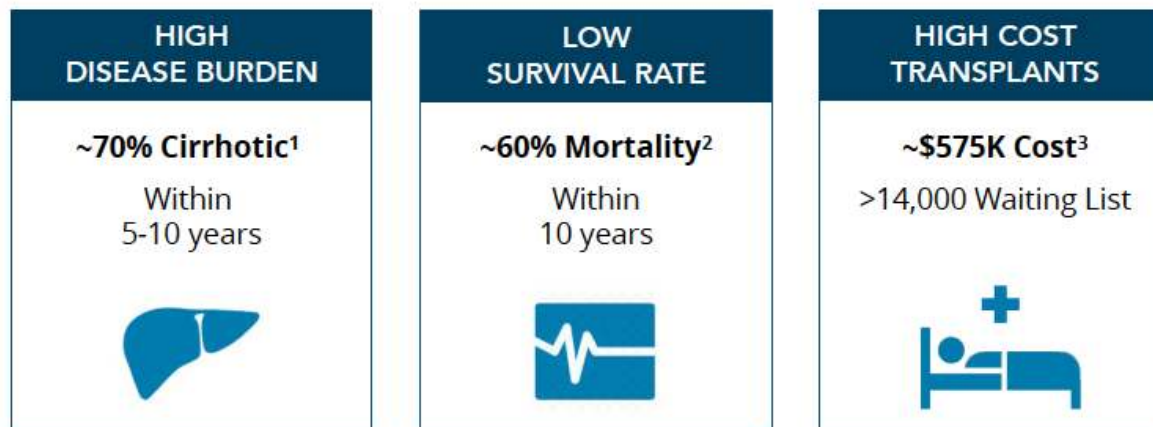 HIGH
DISEASE BURDEN
~70% Cirrhotic¹
Within
5-10 years
LOW
SURVIVAL RATE
~60% Mortality²
Within
10 years
HIGH COST
TRANSPLANTS
~$575K Cost³
>14,000 Waiting List